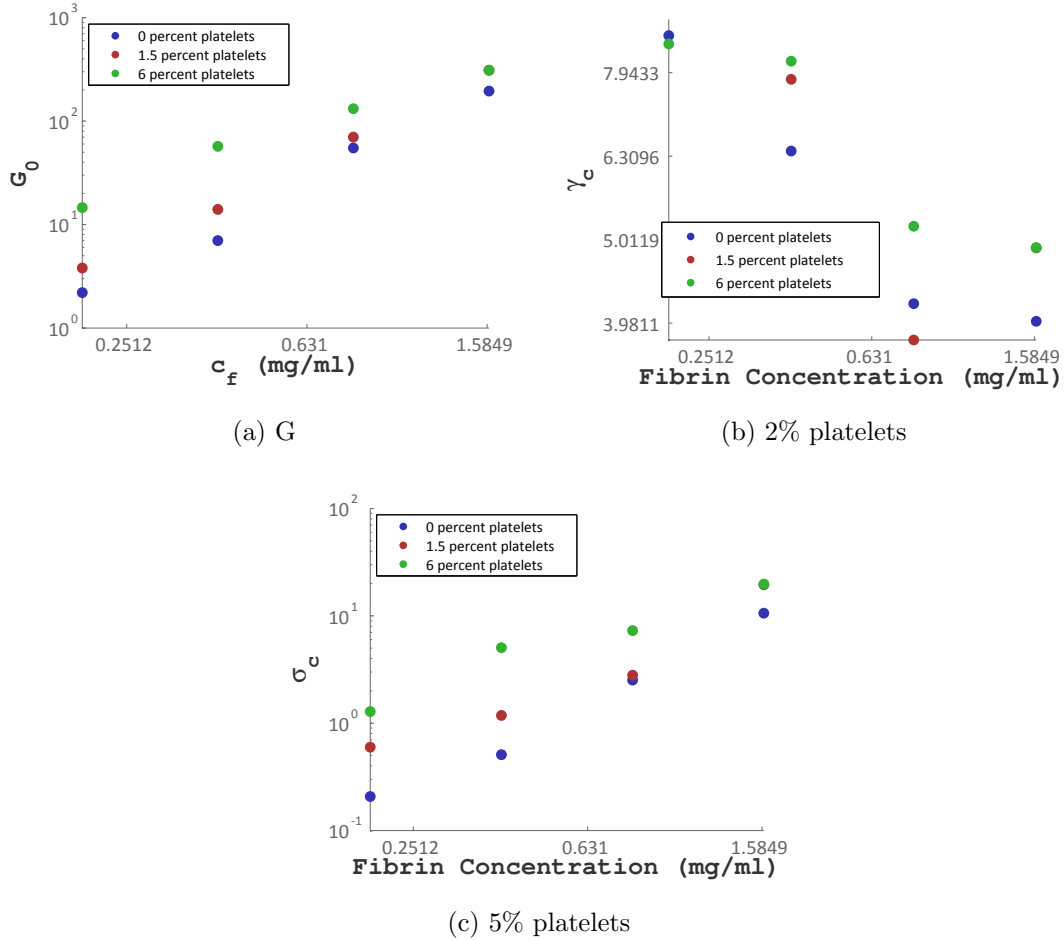 10^3
10^2
10^1
10^0
G_0
0 percent platelets
1.5 percent platelets
6 percent platelets
0.2512
0.631
1.5849
c_f (mg/ml)
(a) G
7.9433
6.3096
5.0119
3.9811
γ_c
0 percent platelets
1.5 percent platelets
6 percent platelets
0.2512
0.631
1.5849
Fibrin Concentration (mg/ml)
(b) 2% platelets
10^2
10^1
10^0
10^-1
σ_c
0 percent platelets
1.5 percent platelets
6 percent platelets
0.2512
0.631
1.5849
Fibrin Concentration (mg/ml)
(c) 5% platelets